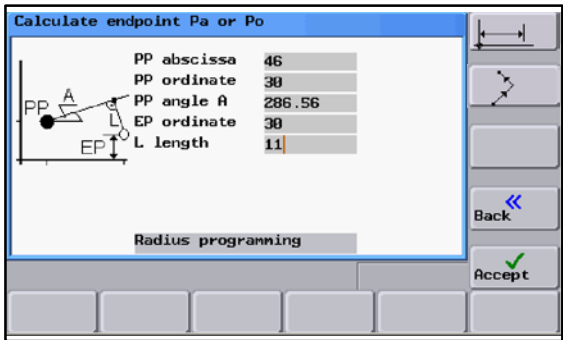 Calculate endpoint Pa or Po
PP abscissa 46
PP ordinate 30
PP angle A 286.56
EP ordinate 30
L length 11
PP
A
L
EP
Radius programming
Back
Accept